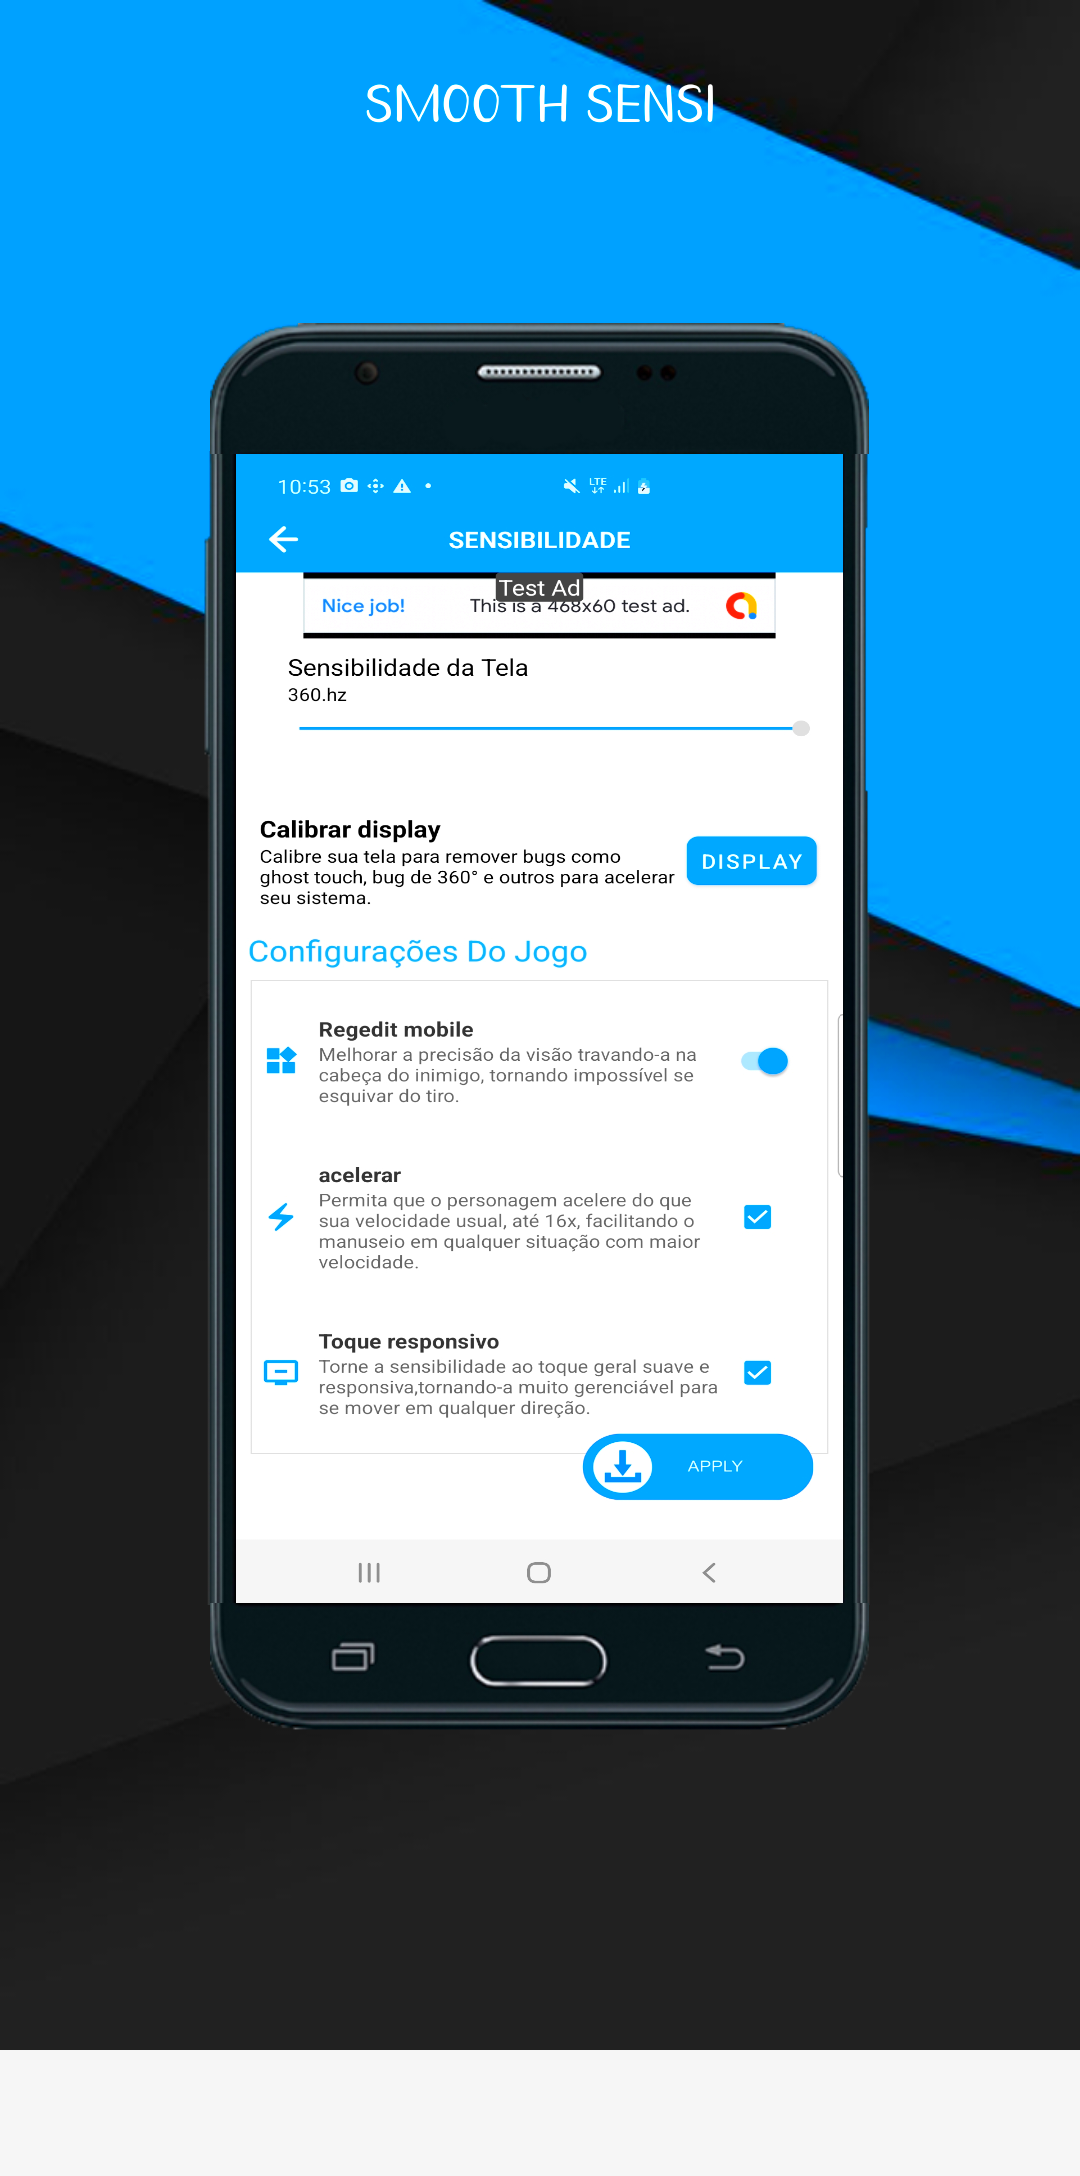 SMOOTH SENSI
10:53
LTE
SENSIBILIDADE
Test Ad
Nice job!
This is a 468x60 test ad.
Sensibilidade da Tela
360.hz
Calibrar display
Calibre sua tela para remover bugs como
ghost touch, bug de 360° e outros para acelerar
seu sistema.
DISPLAY
Configurações Do Jogo
Regedit mobile
Melhorar a precisão da visão travando-a na
cabeça do inimigo, tornando impossível se
esquivar do tiro.
acelerar
Permita que o personagem acelere do que
sua velocidade usual, até 16x, facilitando o
manuseio em qualquer situação com maior
velocidade.
Toque responsivo
Torne a sensibilidade ao toque geral suave e
responsiva,tornando-a muito gerenciável para
se mover em qualquer direção.
APPLY